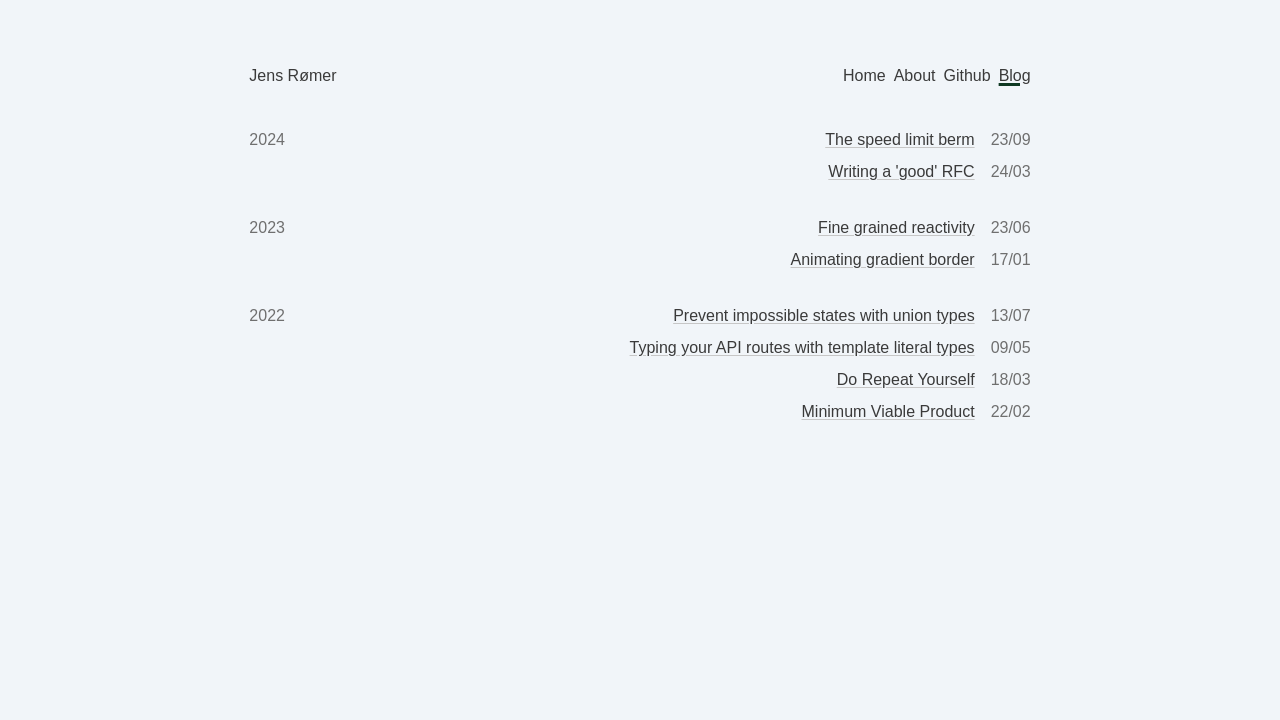 Jens Rømer Home About Github Blog
2024 The speed limit berm 23/09
Writing a 'good' RFC 24/03
2023 Fine grained reactivity 23/06
Animating gradient border 17/01
2022 Prevent impossible states with union types 13/07
Typing your API routes with template literal types 09/05
Do Repeat Yourself 18/03
Minimum Viable Product 22/02